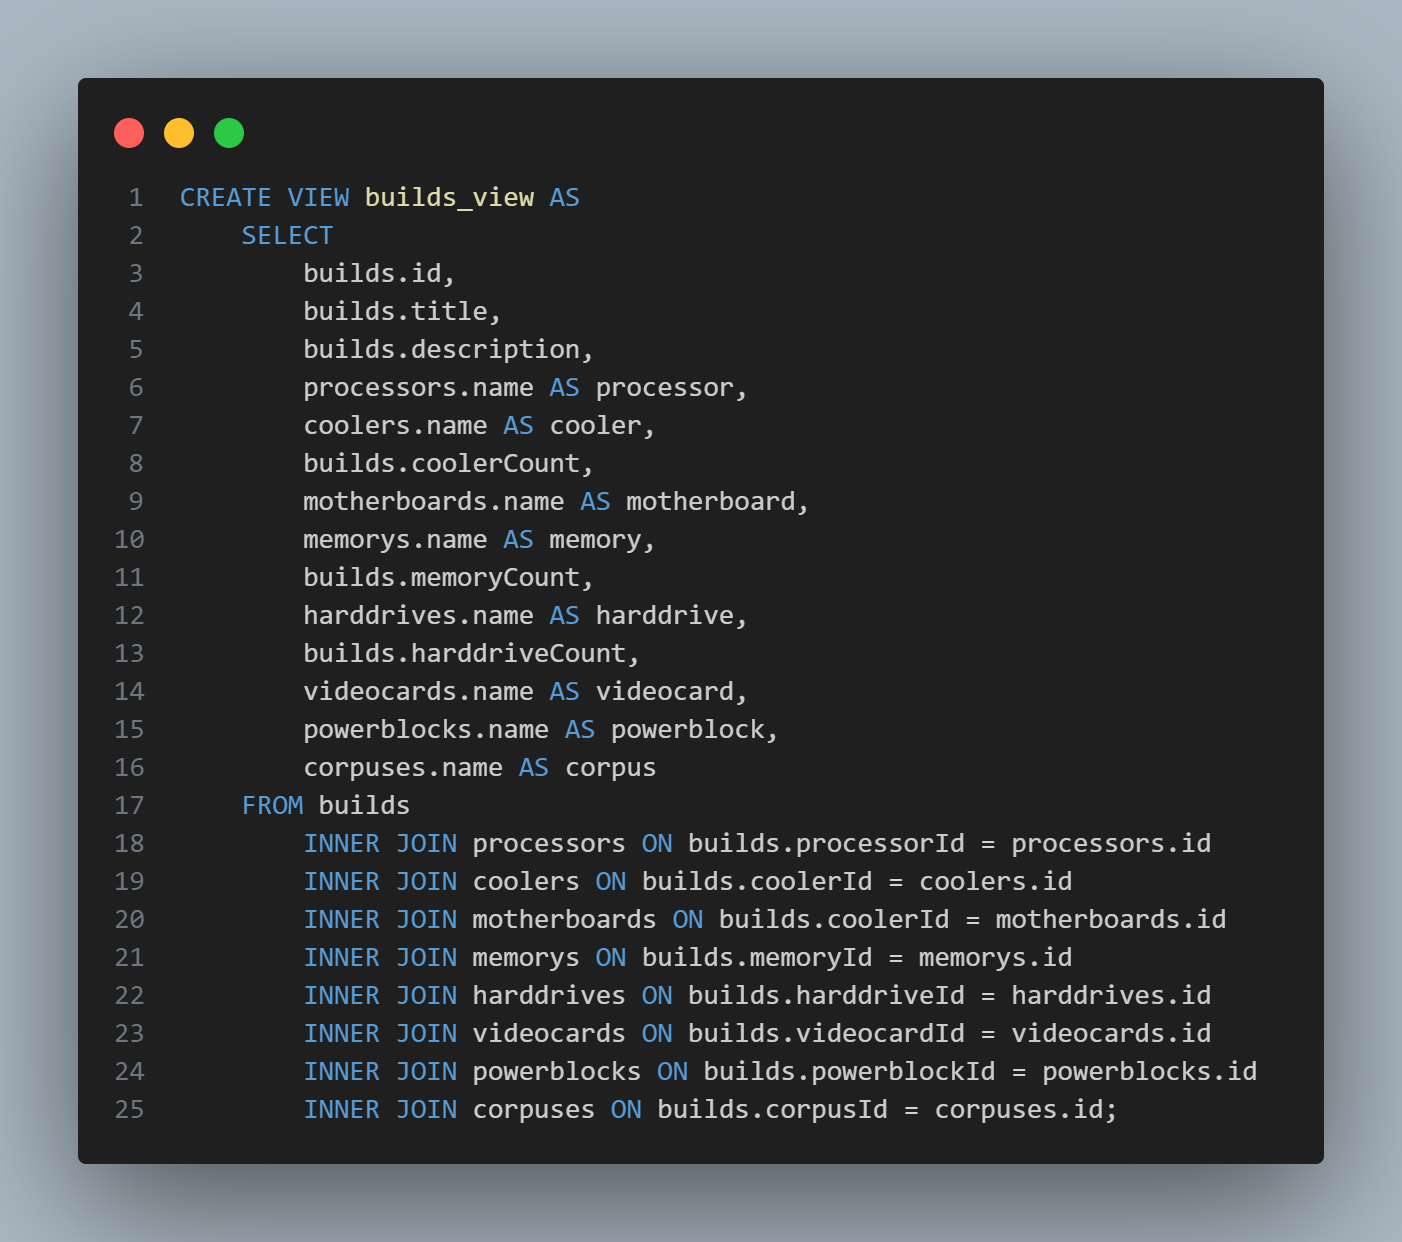 1 CREATE VIEW builds_view AS
2 SELECT
3 builds.id,
4 builds.title,
5 builds.description,
6 processors.name AS processor,
7 coolers.name AS cooler,
8 builds.coolerCount,
9 motherboards.name AS motherboard,
10 memorys.name AS memory,
11 builds.memoryCount,
12 harddrives.name AS harddrive,
13 builds.harddriveCount,
14 videocards.name AS videocard,
15 powerblocks.name AS powerblock,
16 corpuses.name AS corpus
17 FROM builds
18 INNER JOIN processors ON builds.processorId = processors.id
19 INNER JOIN coolers ON builds.coolerId = coolers.id
20 INNER JOIN motherboards ON builds.coolerId = motherboards.id
21 INNER JOIN memorys ON builds.memoryId = memorys.id
22 INNER JOIN harddrives ON builds.harddriveId = harddrives.id
23 INNER JOIN videocards ON builds.videocardId = videocards.id
24 INNER JOIN powerblocks ON builds.powerblockId = powerblocks.id
25 INNER JOIN corpuses ON builds.corpusId = corpuses.id;